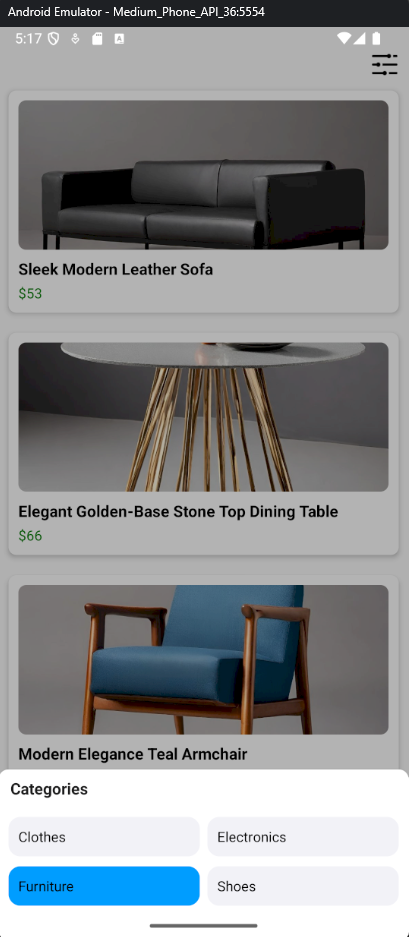 Android Emulator - Medium_Phone_API_36:5554
5:17
A
Sleek Modern Leather Sofa
$53
Elegant Golden-Base Stone Top Dining Table
$66
Modern Elegance Teal Armchair
Categories
Clothes
Electronics
Furniture
Shoes